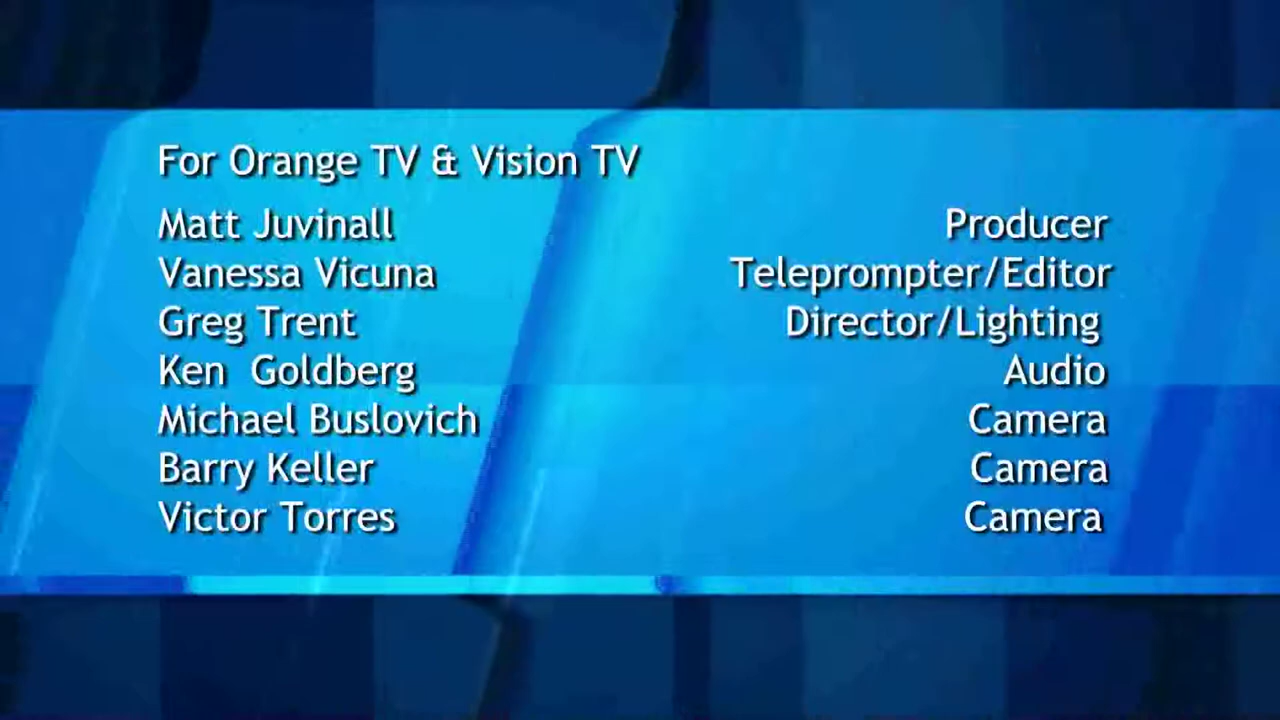 For Orange TV & Vision TV
Matt Juvinall Producer
Vanessa Vicuna Teleprompter/Editor
Greg Trent Director/Lighting
Ken Goldberg Audio
Michael Buslovich Camera
Barry Keller Camera
Victor Torres Camera